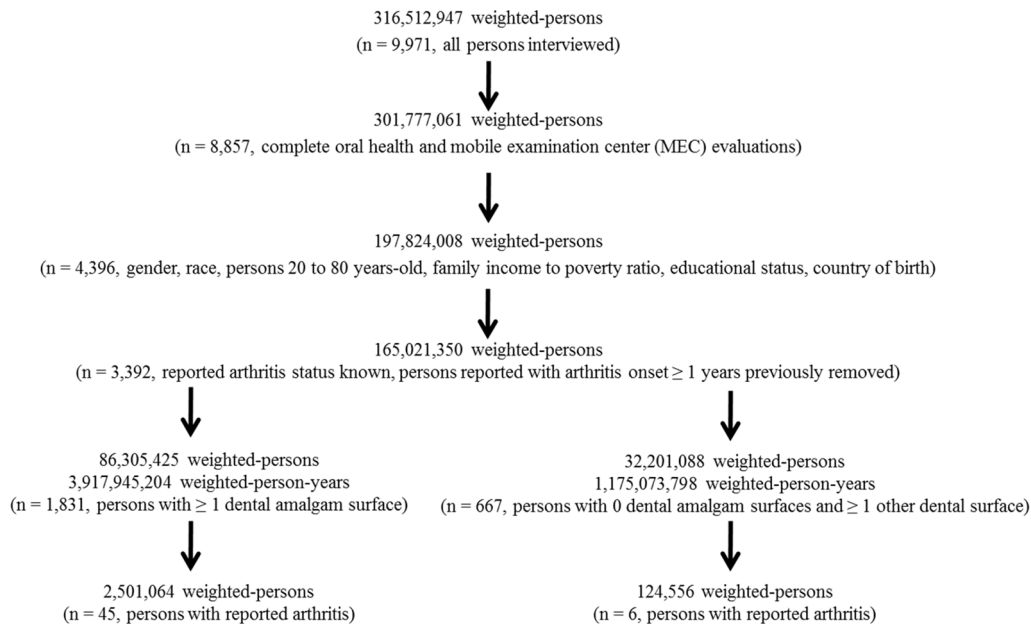 316,512,947 weighted-persons
(n = 9,971, all persons interviewed)
301,777,061 weighted-persons
(n = 8,857, complete oral health and mobile examination center (MEC) evaluations)
197,824,008 weighted-persons
(n = 4,396, gender, race, persons 20 to 80 years-old, family income to poverty ratio, educational status, country of birth)
165,021,350 weighted-persons
(n = 3,392, reported arthritis status known, persons reported with arthritis onset ≥ 1 years previously removed)
86,305,425 weighted-persons
3,917,945,204 weighted-person-years
(n = 1,831, persons with ≥ 1 dental amalgam surface)
32,201,088 weighted-persons
1,175,073,798 weighted-person-years
(n = 667, persons with 0 dental amalgam surfaces and ≥ 1 other dental surface)
2,501,064 weighted-persons
(n = 45, persons with reported arthritis)
124,556 weighted-persons
(n = 6, persons with reported arthritis)